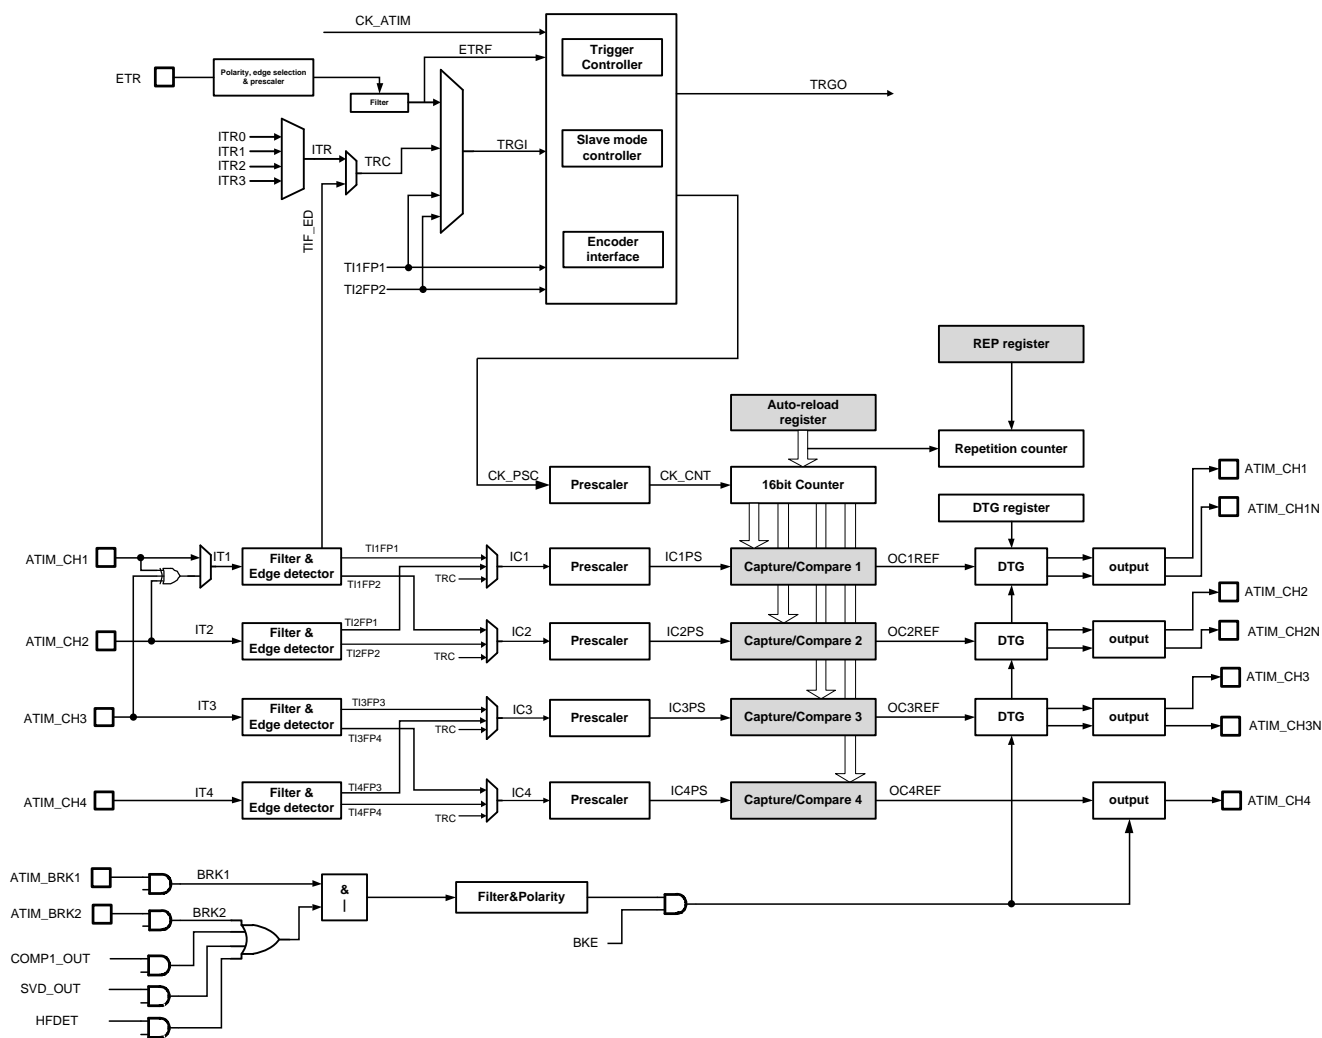 CK_ATIM
ETRF
Trigger
Controller
ETR
Polarity, edge selection
& prescaler
Filter
TRGO
ITR0
ITR1
ITR2
ITR3
ITR
TRC
TRGI
Slave mode
controller
TIF_ED
Encoder
interface
TI1FP1
TI2FP2
REP register
Auto-reload
register
Repetition counter
CK_PSC
Prescaler
CK_CNT
16bit Counter
DTG register
ATIM_CH1
ATIM_CH1N
ATIM_CH1
IT1
Filter &
Edge detector
TI1FP1
TI1FP2
TRC
IC1
Prescaler
IC1PS
Capture/Compare 1
OC1REF
DTG
output
ATIM_CH2
ATIM_CH2N
ATIM_CH2
IT2
Filter &
Edge detector
TI2FP1
TI2FP2
TRC
IC2
Prescaler
IC2PS
Capture/Compare 2
OC2REF
DTG
output
ATIM_CH3
ATIM_CH3N
ATIM_CH3
IT3
Filter &
Edge detector
TI3FP3
TI3FP4
TRC
IC3
Prescaler
IC3PS
Capture/Compare 3
OC3REF
DTG
output
ATIM_CH4
IT4
Filter &
Edge detector
TI4FP3
TI4FP4
TRC
IC4
Prescaler
IC4PS
Capture/Compare 4
OC4REF
output
ATIM_CH4
ATIM_BRK1
BRK1
ATIM_BRK2
BRK2
&
|
Filter&Polarity
BKE
COMP1_OUT
SVD_OUT
HFDET